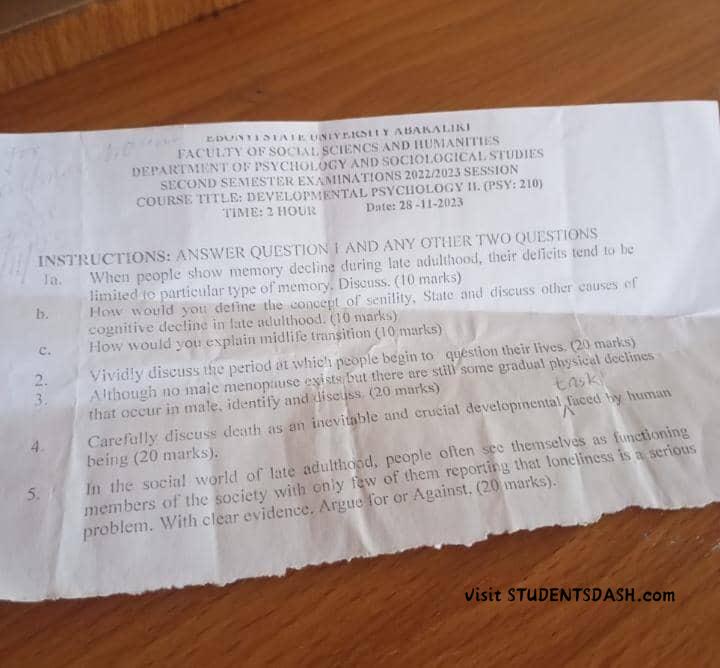 EBONYI STATE UNIVERSITY ABAKALIKI
FACULTY OF SOCIAL SCIENCS AND HUMANITIES
DEPARTMENT OF PSYCHOLOGY AND SOCIOLOGICAL STUDIES
SECOND SEMESTER EXAMINATIONS 2022/2023 SESSION
COURSE TITLE: DEVELOPMENTAL PSYCHOLOGY II. (PSY: 210)
TIME: 2 HOUR Date: 28 -11-2023
INSTRUCTIONS: ANSWER QUESTION 1 AND ANY OTHER TWO QUESTIONS
1a. When people show memory decline during late adulthood, their deficits tend to be
limited to particular type of memory. Discuss. (10 marks)
b. How would you define the concept of senility, State and discuss other causes of
cognitive decline in late adulthood. (10 marks)
c. How would you explain midlife transition (10 marks)
2. Vividly discuss the period at which people begin to question their lives. (20 marks)
3. Although no male menopause exists but there are still some gradual physical declines
that occur in male, identify and discuss. (20 marks)
4. Carefully discuss death as an inevitable and crucial developmental task faced by human
being (20 marks).
5. In the social world of late adulthood, people often see themselves as functioning
members of the society with only few of them reporting that loneliness is a serious
problem. With clear evidence, Argue for or Against. (20 marks).
visit STUDENTSDASH.com